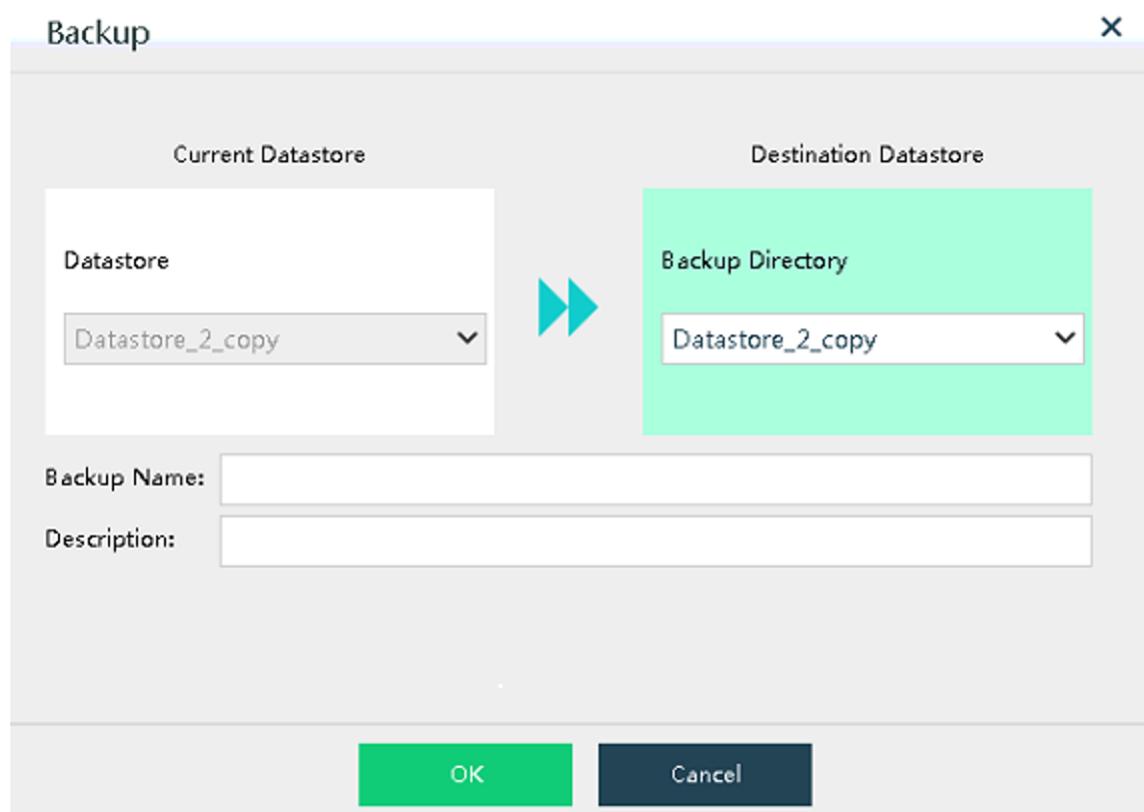 Backup
Current Datastore
Destination Datastore
Datastore
Backup Directory
Datastore_2_copy
Datastore_2_copy
Backup Name:
Description:
OK
Cancel